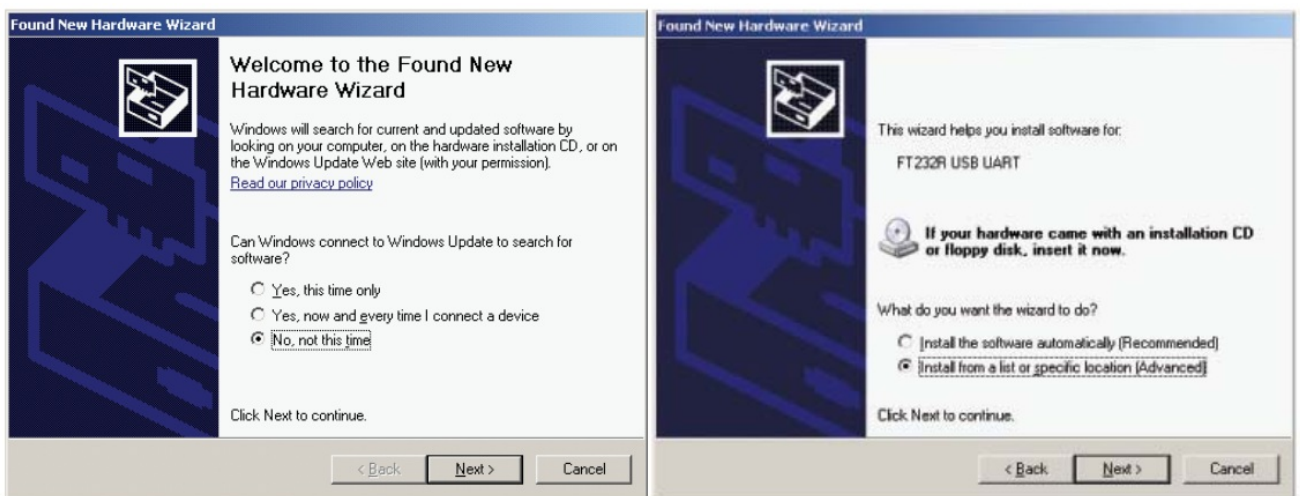 Found New Hardware Wizard
Welcome to the Found New
Hardware Wizard
Windows will search for current and updated software by
looking on your computer, on the hardware installation CD, or on
the Windows Update Web site (with your permission).
Read our privacy policy
Can Windows connect to Windows Update to search for
software?
Yes, this time only
Yes, now and every time I connect a device
No, not this time
Click Next to continue.
< Back
Next >
Cancel
Found New Hardware Wizard
This wizard helps you install software for:
FT232R USB UART
If your hardware came with an installation CD
or floppy disk, insert it now.
What do you want the wizard to do?
Install the software automatically (Recommended)
Install from a list or specific location (Advanced)
Click Next to continue.
< Back
Next >
Cancel